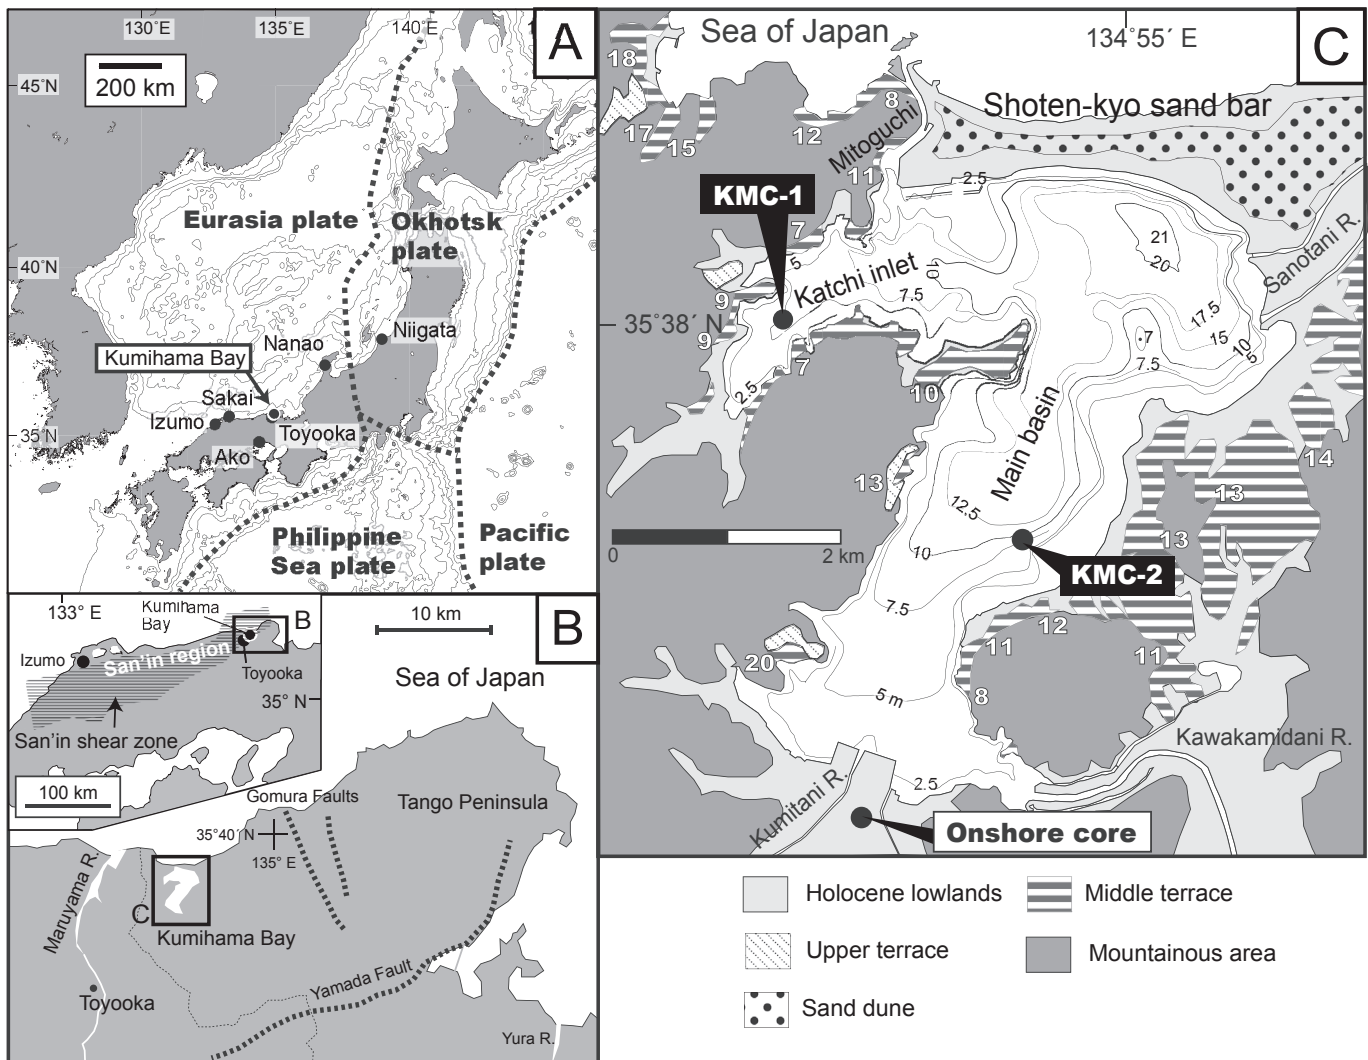 130°E
135°E
140°E
A
200 km
45°N
Eurasia plate
Okhotsk
plate
40°N
Niigata
Nanao
Kumihama Bay
Sakai
Izumo
Toyooka
35°N
Ako
Philippine
Sea plate
Pacific
plate
133° E
Kumihama
Bay
B
Izumo
San'in region
Toyooka
35° N
San'in shear zone
100 km
10 km
B
Sea of Japan
Gomura Faults
Tango Peninsula
35°40´ N
135° E
Maruyama R.
C
Kumihama Bay
Yamada Fault
Toyooka
Yura R.
Sea of Japan
134°55´ E
C
18
17
15
12
8
Mitoguchi
11
Shoten-kyo sand bar
2.5
KMC-1
7
5
Katchi inlet
10
7.5
21
20
Sanotani R.
9
35°38´ N
9
7
2.5
10
17.5
15
10
5
7
7.5
Main basin
13
12.5
10
14
13
13
0
2 km
KMC-2
7.5
12
11
11
20
8
5 m
2.5
Kawakamidani R.
Kumitani R.
Onshore core
Holocene lowlands
Middle terrace
Upper terrace
Mountainous area
Sand dune